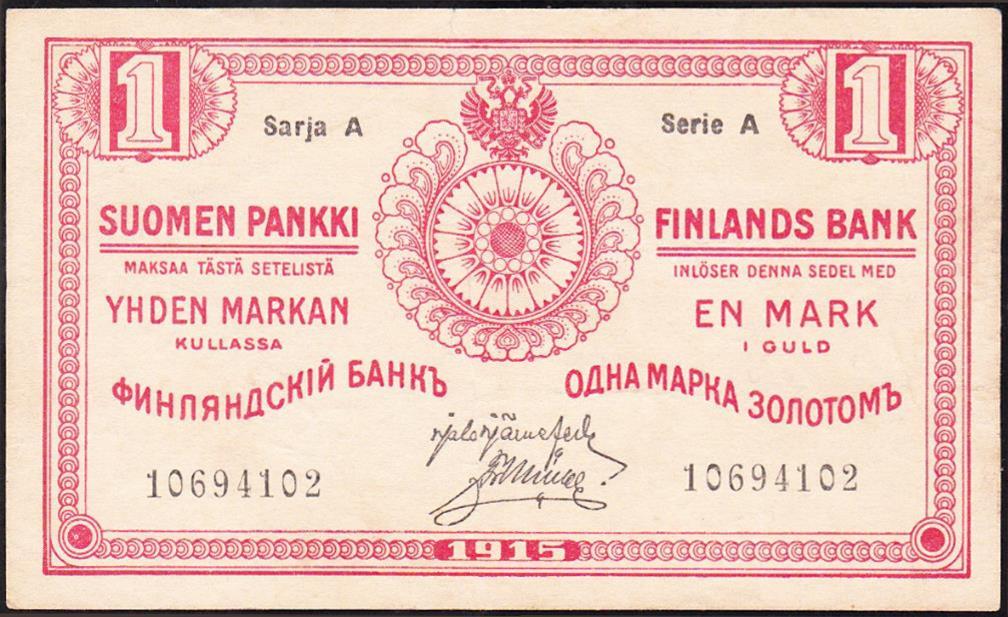 1 1
Sarja A Serie A
SUOMEN PANKKI FINLANDS BANK
MAKSAA TÄSTÄ SETELISTÄ INLÖSER DENNA SEDEL MED
YHDEN MARKAN EN MARK
KULLASSA I GULD
ФИНЛЯНДСКІЙ БАНКЪ ОДНА МАРКА ЗОЛОТОМЪ
10694102 10694102
1915